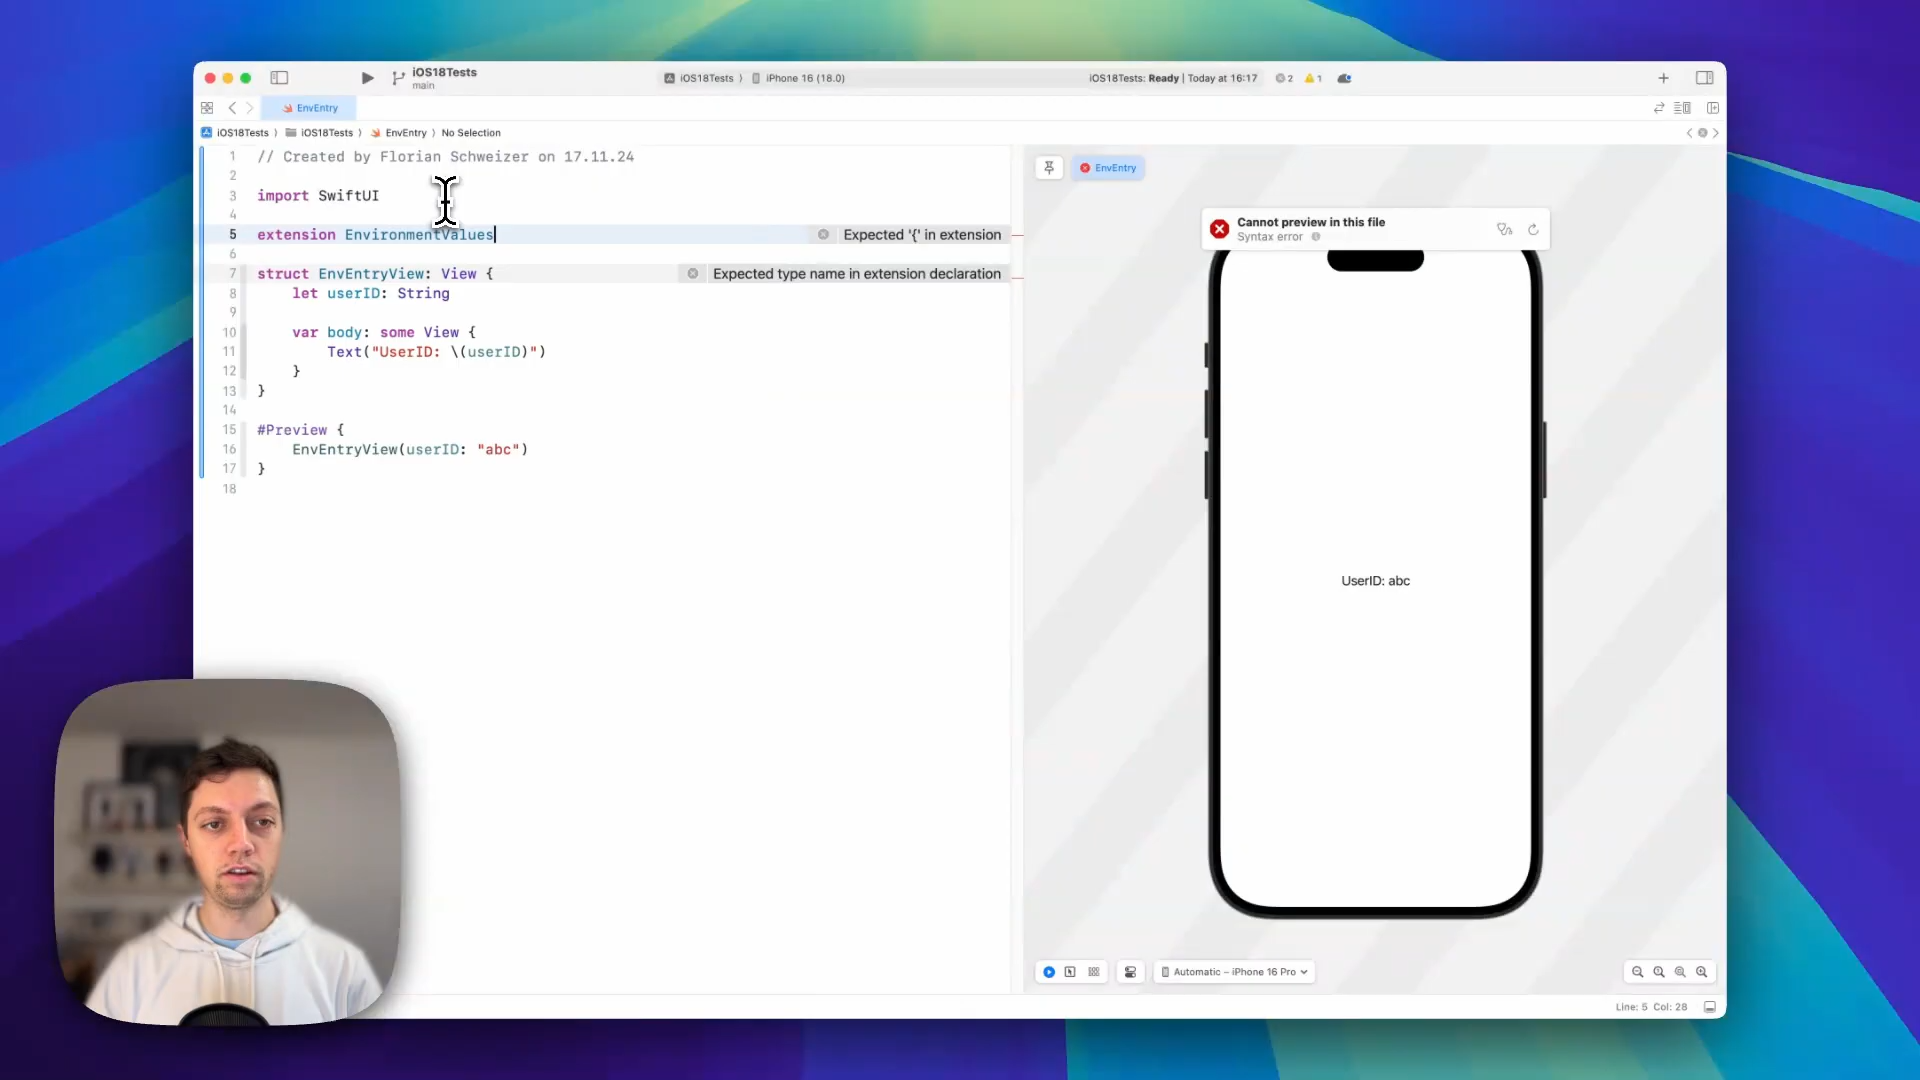 iOS18Tests
main
iOS18Tests 〉 iPhone 16 (18.0)
iOS18Tests: Ready | Today at 16:17
2
1
EnvEntry
iOS18Tests 〉 iOS18Tests 〉 EnvEntry 〉 No Selection
1 // Created by Florian Schweizer on 17.11.24
2
3 import SwiftUI
4
5 extension EnvironmentValues
Expected '{' in extension
6
7 struct EnvEntryView: View {
Expected type name in extension declaration
8 let userID: String
9
10 var body: some View {
11 Text("UserID: \(userID)")
12 }
13 }
14
15 #Preview {
16 EnvEntryView(userID: "abc")
17 }
18
EnvEntry
Cannot preview in this file
Syntax error
UserID: abc
Automatic – iPhone 16 Pro
Line: 5 Col: 28